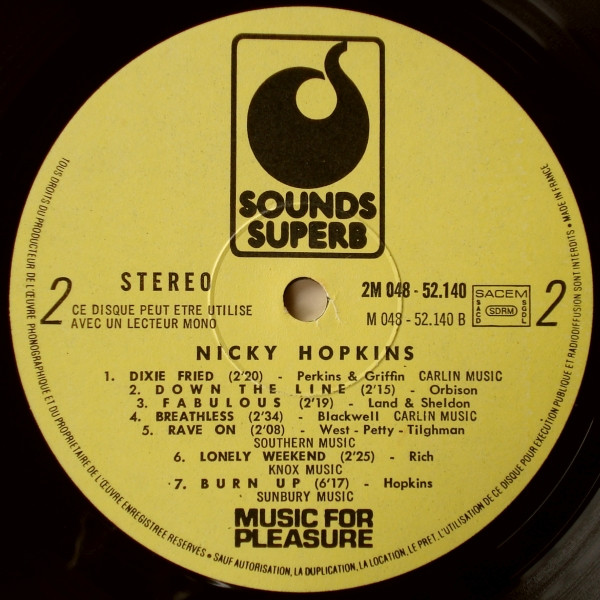 SOUNDS
SUPERB
STEREO
2
CE DISQUE PEUT ETRE UTILISE
AVEC UN LECTEUR MONO
2M 048 - 52.140
M 048 - 52.140 B
SACEM
SACD
SDRM
SGDL
2
NICKY HOPKINS
1. DIXIE FRIED (2'20) - Perkins & Griffin CARLIN MUSIC
2. DOWN THE LINE (2'15) - Orbison
3. FABULOUS (2'19) - Land & Sheldon
4. BREATHLESS (2'34) - Blackwell CARLIN MUSIC
5. RAVE ON (2'08) - West - Petty - Tilghman
SOUTHERN MUSIC
6. LONELY WEEKEND (2'25) - Rich
KNOX MUSIC
7. BURN UP (6'17) - Hopkins
SUNBURY MUSIC
MUSIC FOR
PLEASURE
TOUS DROITS DU PRODUCTEUR DE L'ŒUVRE PHONOGRAPHIQUE ET DU PROPRIETAIRE DE L'ŒUVRE ENREGISTREE RESERVES • SAUF AUTORISATION, LA DUPLICATION, LA LOCATION, LE PRET, L'UTILISATION DE CE DISQUE POUR EXECUTION PUBLIQUE ET RADIODIFFUSION SONT INTERDITS • MADE IN FRANCE